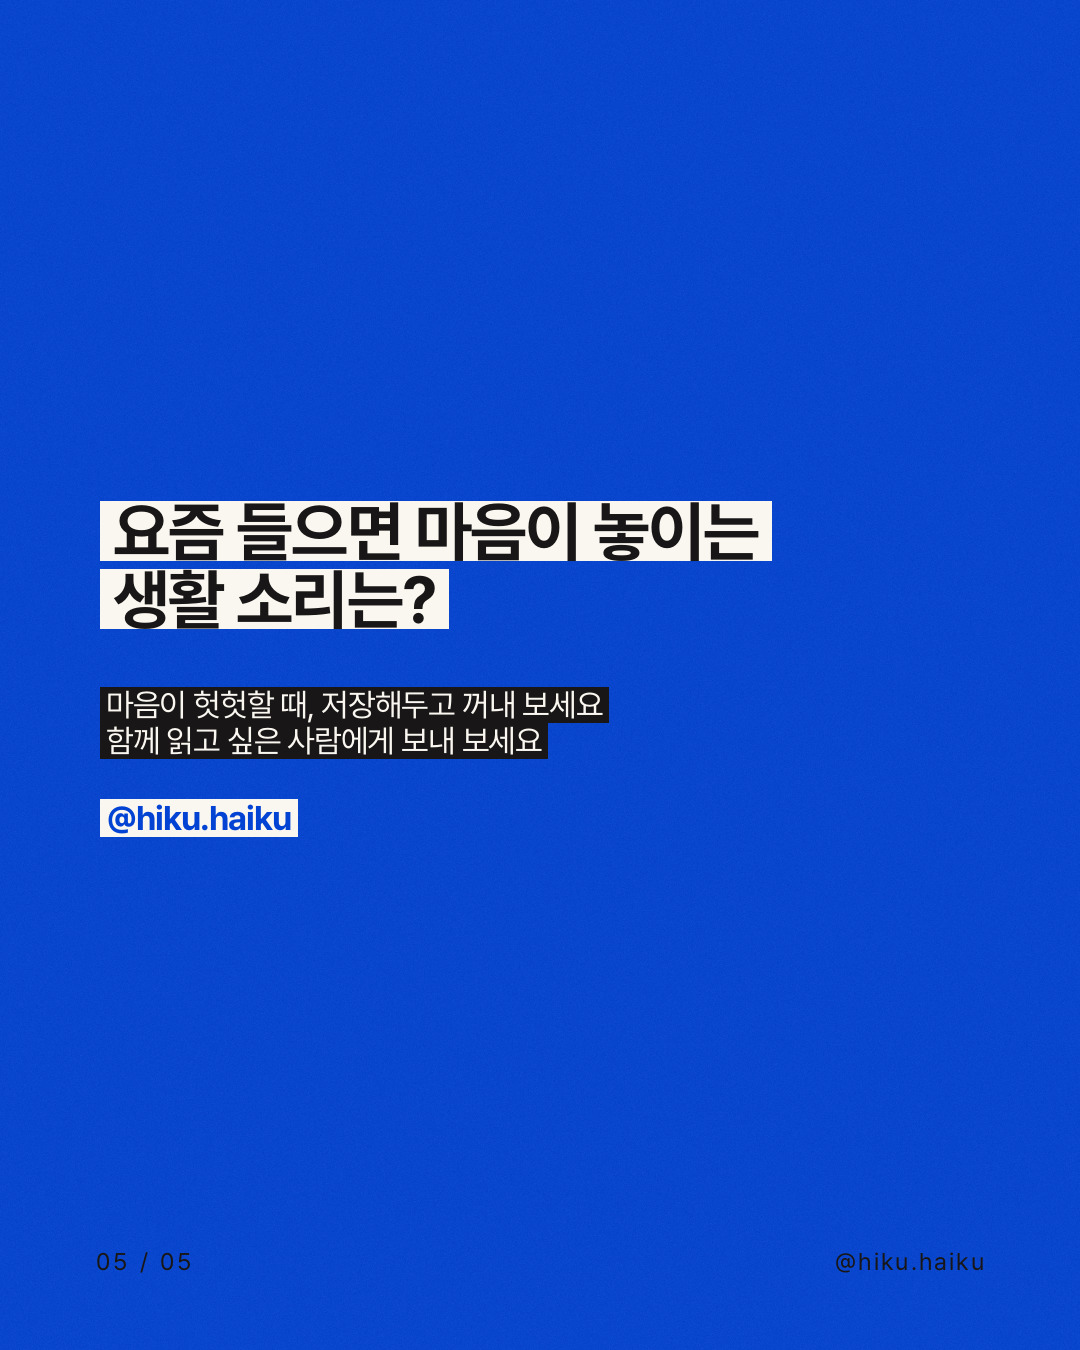 요즘 들으면 마음이 놓이는
생활 소리는?
마음이 헛헛할 때, 저장해두고 꺼내 보세요
함께 읽고 싶은 사람에게 보내 보세요
@hiku.haiku
05 / 05
@hiku.haiku